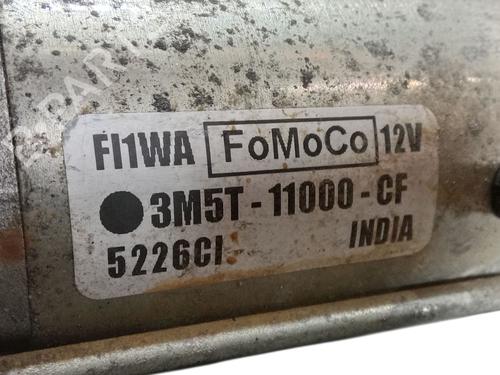 FI1WA FoMoCo 12V
3M5T-11000-CF
5226CI INDIA